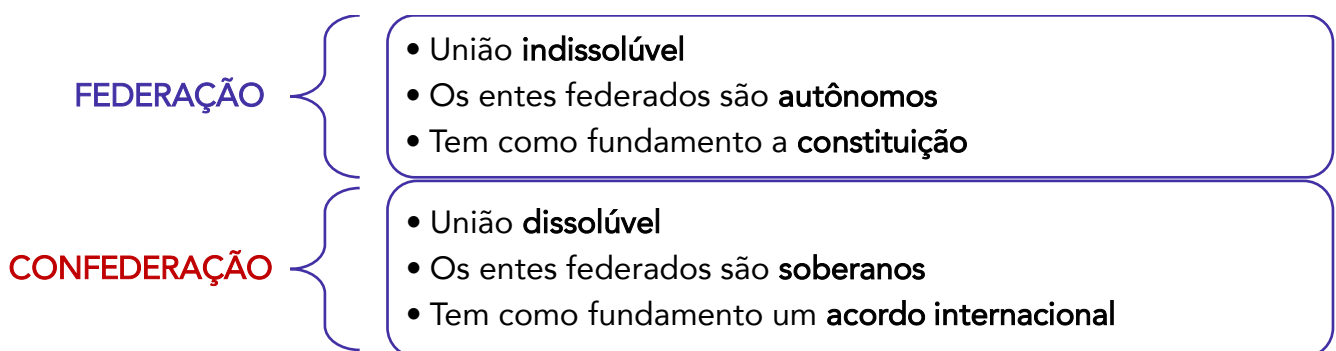 FEDERAÇÃO
• União indissolúvel
• Os entes federados são autônomos
• Tem como fundamento a constituição
CONFEDERAÇÃO
• União dissolúvel
• Os entes federados são soberanos
• Tem como fundamento um acordo internacional